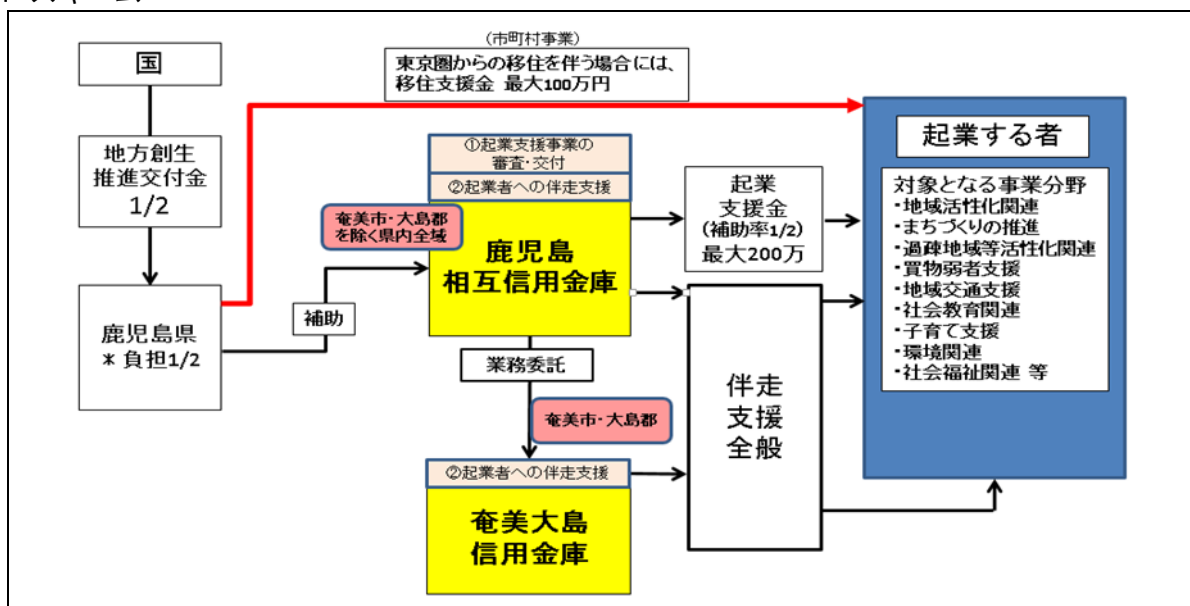 国
地方創生
推進交付金
1/2
鹿児島県
*負担1/2
(市町村事業)
東京圏からの移住を伴う場合には、
移住支援金 最大100万円
補助
奄美市・大島郡
を除く県内全域
①起業支援事業の
審査・交付
②起業者への伴走支援
鹿児島
相互信用金庫
業務委託
奄美市・大島郡
②起業者への伴走支援
奄美大島
信用金庫
起業
支援金
(補助率1/2)
最大200万
伴走
支援
全般
起業する者
対象となる事業分野
・地域活性化関連
・まちづくりの推進
・過疎地域等活性化関連
・買物弱者支援
・地域交通支援
・社会教育関連
・子育て支援
・環境関連
・社会福祉関連 等